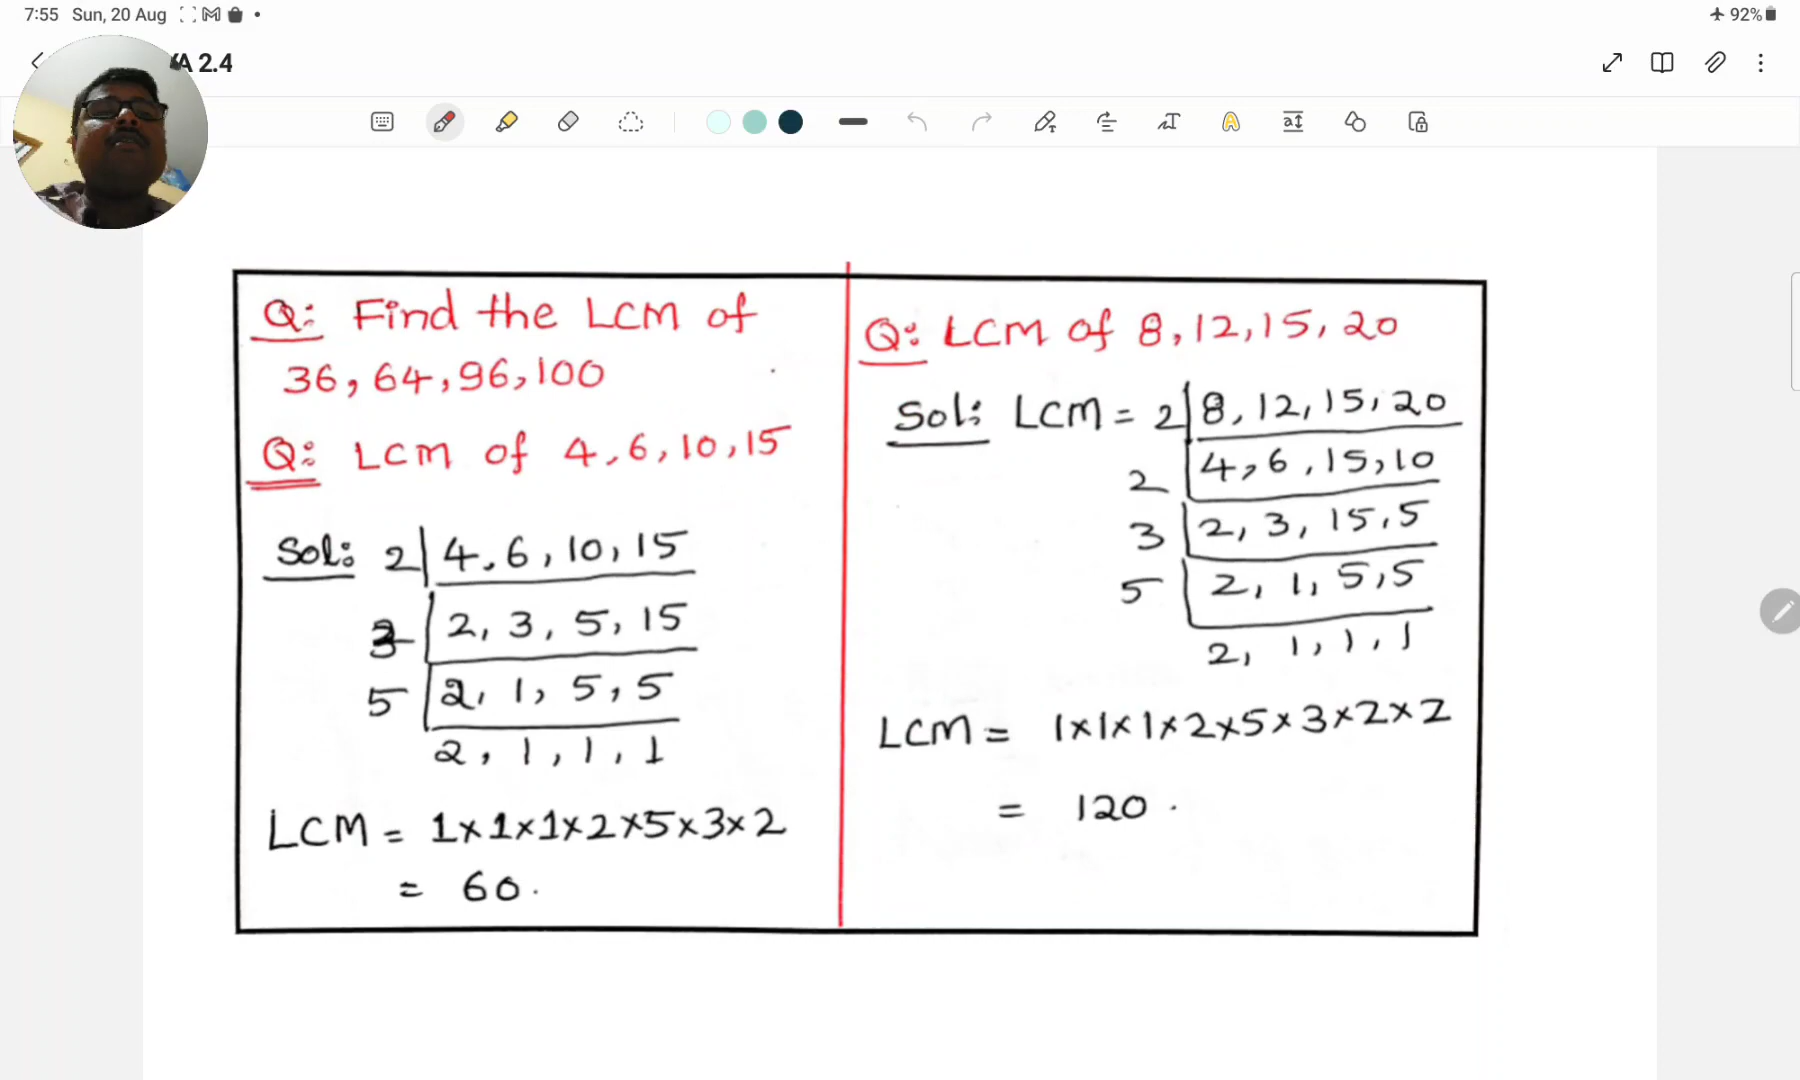 7:55 Sun, 20 Aug
92%
A 2.4
Q: Find the LCM of
36, 64, 96, 100
Q: LCM of 4, 6, 10, 15
Sol: 2 | 4, 6, 10, 15
3 | 2, 3, 5, 15
5 | 2, 1, 5, 5
2, 1, 1, 1
LCM = 1×1×1×2×5×3×2
= 60.
Q: LCM of 8, 12, 15, 20
Sol: LCM = 2 | 8, 12, 15, 20
2 | 4, 6, 15, 10
3 | 2, 3, 15, 5
5 | 2, 1, 5, 5
2, 1, 1, 1
LCM = 1×1×1×2×5×3×2×2
= 120.